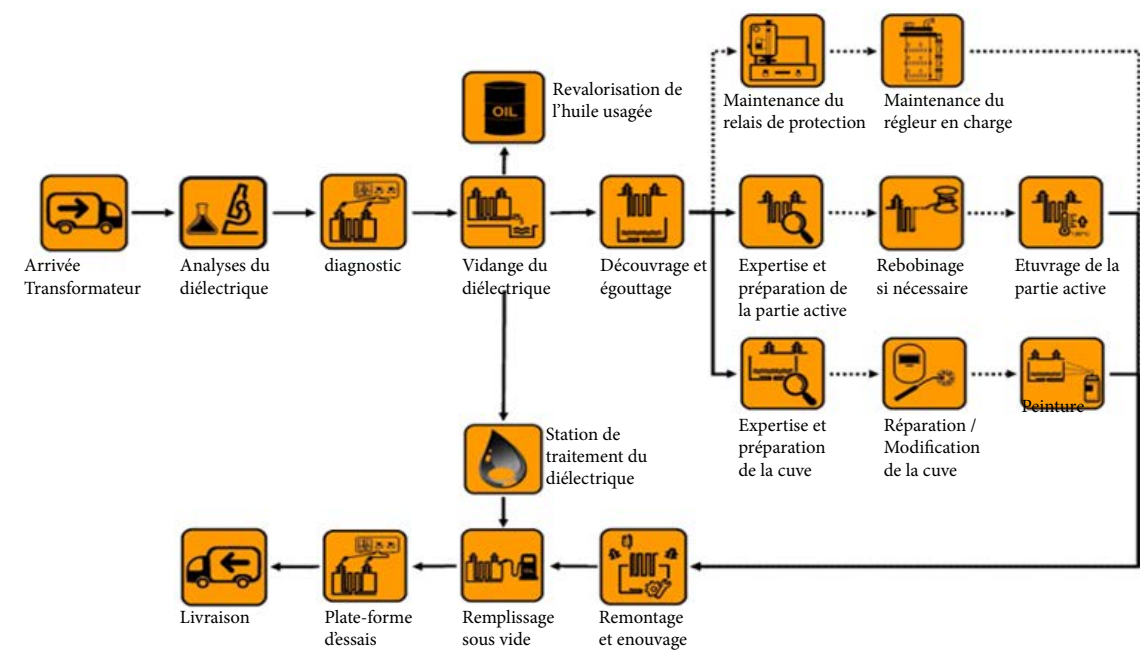 OIL
Revalorisation de
l'huile usagée
Maintenance du
relais de protection
Maintenance du
régleur en charge
Arrivée
Transformateur
Analyses du
diélectrique
diagnostic
Vidange du
diélectrique
Découvrage et
égouttage
Expertise et
préparation de
la partie active
Rebobinage
si nécessaire
Etuvrage de la
partie active
Expertise et
préparation
de la cuve
Réparation /
Modification
de la cuve
Peinture
Station de
traitement du
diélectrique
Livraison
Plate-forme
d'essais
Remplissage
sous vide
Remontage
et enouvage